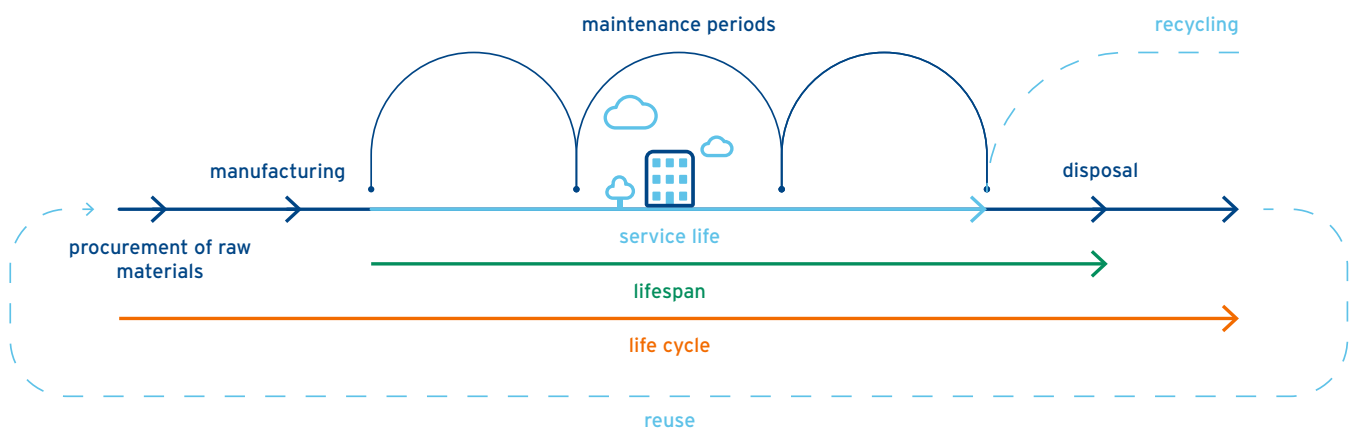 maintenance periods
recycling
manufacturing
disposal
procurement of raw
materials
service life
lifespan
life cycle
reuse